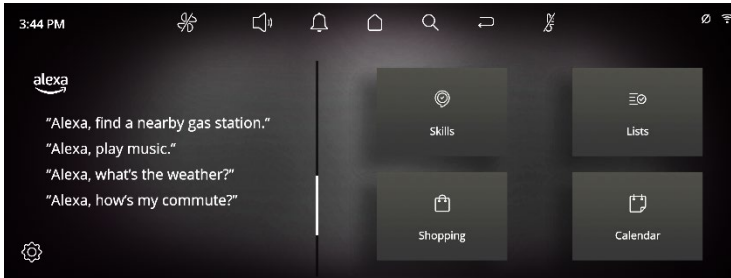 3:44 PM
alexa
"Alexa, find a nearby gas station."
"Alexa, play music."
"Alexa, what's the weather?"
"Alexa, how's my commute?"
Skills
Lists
Shopping
Calendar